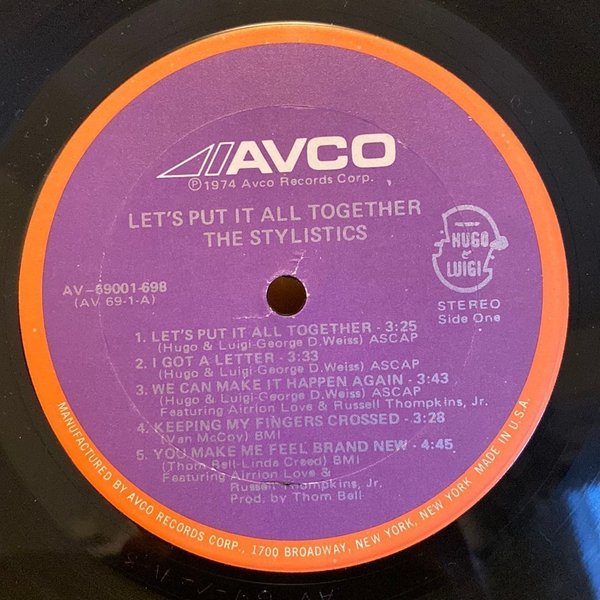 AVCO
Ⓟ1974 Avco Records Corp.
LET'S PUT IT ALL TOGETHER
THE STYLISTICS
HUGO
&
LUIGI
AV-69001-698
(AV 69-1-A)
STEREO
Side One
1. LET'S PUT IT ALL TOGETHER - 3:25
(Hugo & Luigi-George D.Weiss) ASCAP
2. I GOT A LETTER - 3:33
(Hugo & Luigi-George D.Weiss) ASCAP
3. WE CAN MAKE IT HAPPEN AGAIN - 3:43
(Hugo & Luigi-George D.Weiss) ASCAP
Featuring Airrion Love & Russell Thompkins, Jr.
4. KEEPING MY FINGERS CROSSED - 3:28
(Van McCoy) BMI
5. YOU MAKE ME FEEL BRAND NEW - 4:45
(Thom Bell-Linda Creed) BMI
Featuring Airrion Love &
Russell Thompkins, Jr.
Prod. by Thom Bell
MANUFACTURED BY AVCO RECORDS CORP., 1700 BROADWAY, NEW YORK, NEW YORK MADE IN U.S.A.